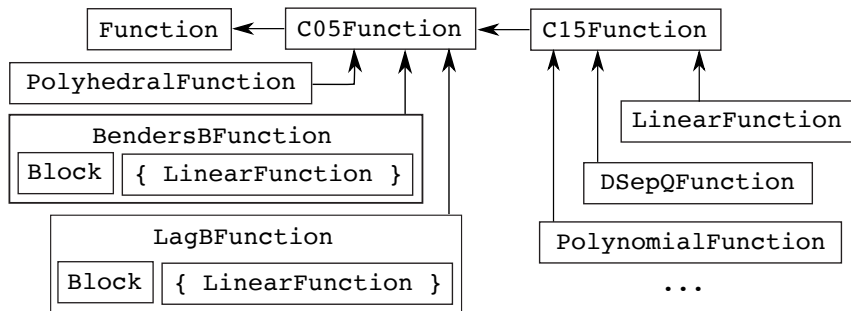 Function C05Function C15Function
PolyhedralFunction
LinearFunction
BendersBFunction
Block { LinearFunction }
DSepQFunction
LagBFunction
PolynomialFunction
Block { LinearFunction }
...